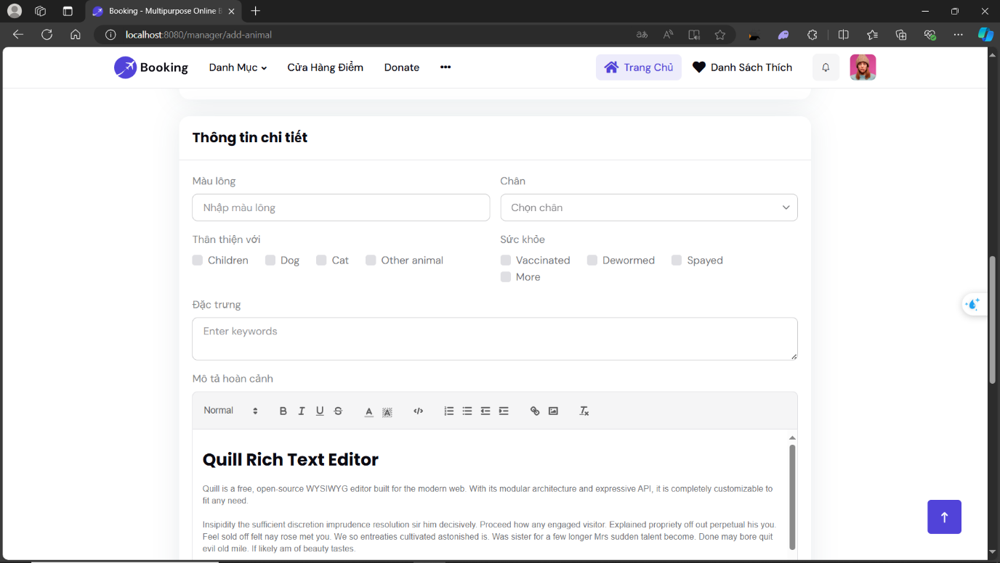 Booking - Multipurpose Online B
localhost:8080/manager/add-animal
Booking
Danh Mục
Cửa Hàng Điểm
Donate
Trang Chủ
Danh Sách Thích
Thông tin chi tiết
Màu lông
Chân
Nhập màu lông
Chọn chân
Thân thiện với
Sức khỏe
Children Dog Cat Other animal
Vaccinated Dewormed Spayed
More
Đặc trưng
Enter keywords
Mô tả hoàn cảnh
Normal
Quill Rich Text Editor
Quill is a free, open-source WYSIWYG editor built for the modern web. With its modular architecture and expressive API, it is completely customizable to
fit any need.
Insipidity the sufficient discretion imprudence resolution sir him decisively. Proceed how any engaged visitor. Explained propriety off out perpetual his you.
Feel sold off felt nay rose met you. We so entreaties cultivated astonished is. Was sister for a few longer Mrs sudden talent become. Done may bore quit
evil old mile. If likely am of beauty tastes.